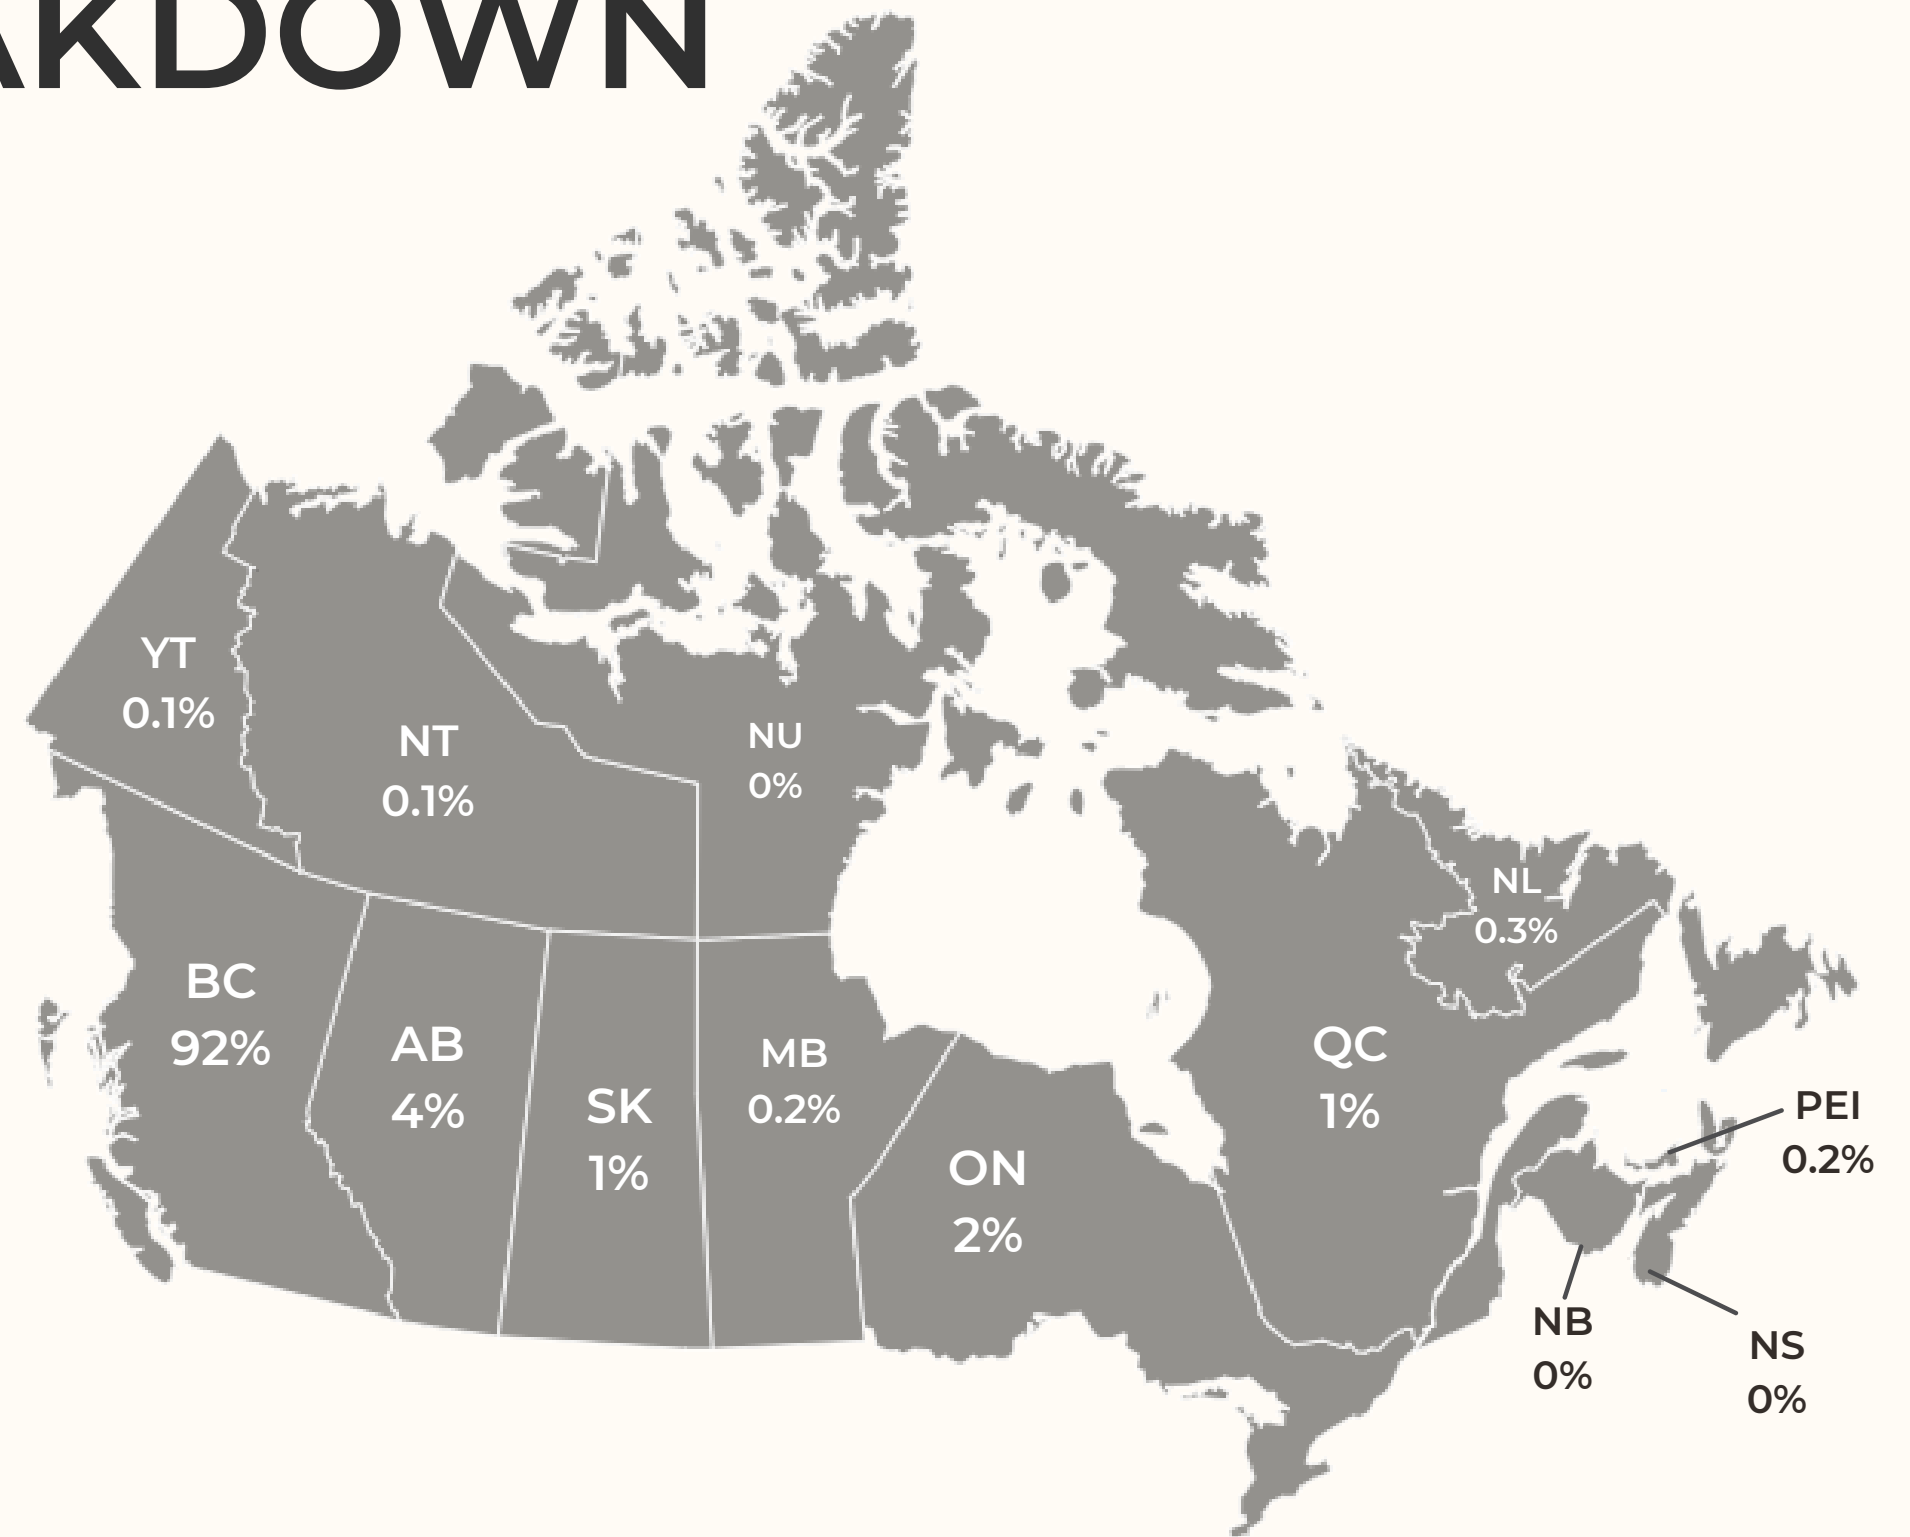 AKDOWN
YT
0.1%
NT
0.1%
NU
0%
NL
0.3%
BC
92%
AB
4%
SK
1%
MB
0.2%
ON
2%
QC
1%
PEI
0.2%
NB
0%
NS
0%